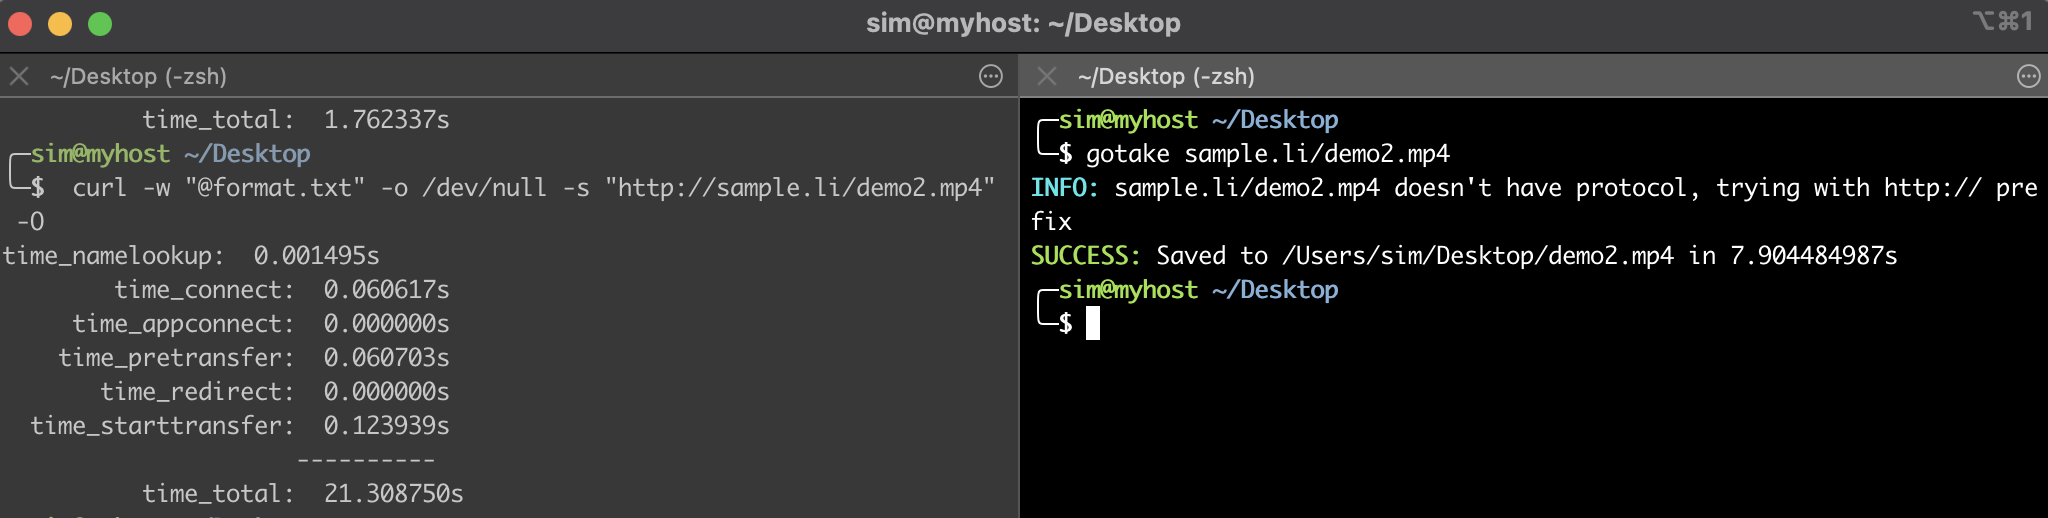 sim@myhost: ~/Desktop
⌥⌘1
~/Desktop (-zsh)
time_total: 1.762337s
sim@myhost ~/Desktop
$ curl -w "@format.txt" -o /dev/null -s "http://sample.li/demo2.mp4"
-O
time_namelookup: 0.001495s
time_connect: 0.060617s
time_appconnect: 0.000000s
time_pretransfer: 0.060703s
time_redirect: 0.000000s
time_starttransfer: 0.123939s
----------
time_total: 21.308750s
~/Desktop (-zsh)
sim@myhost ~/Desktop
$ gotake sample.li/demo2.mp4
INFO: sample.li/demo2.mp4 doesn't have protocol, trying with http:// pre
fix
SUCCESS: Saved to /Users/sim/Desktop/demo2.mp4 in 7.904484987s
sim@myhost ~/Desktop
$